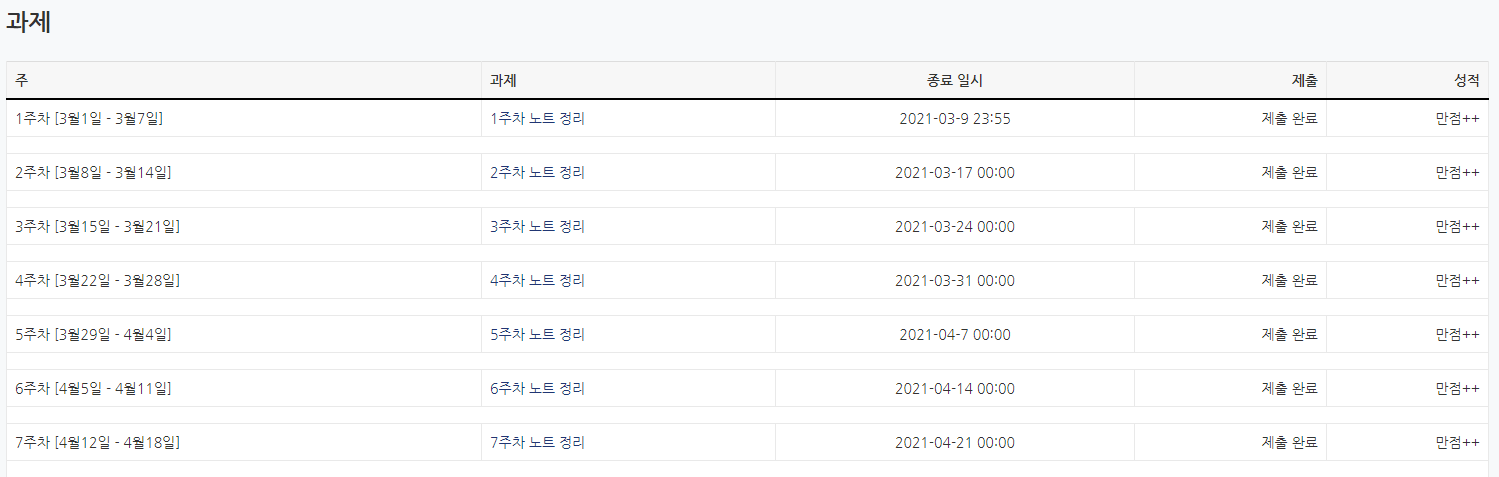 과제
주 과제 종료 일시 제출 성적
1주차 [3월1일 - 3월7일] 1주차 노트 정리 2021-03-9 23:55 제출 완료 만점++
2주차 [3월8일 - 3월14일] 2주차 노트 정리 2021-03-17 00:00 제출 완료 만점++
3주차 [3월15일 - 3월21일] 3주차 노트 정리 2021-03-24 00:00 제출 완료 만점++
4주차 [3월22일 - 3월28일] 4주차 노트 정리 2021-03-31 00:00 제출 완료 만점++
5주차 [3월29일 - 4월4일] 5주차 노트 정리 2021-04-7 00:00 제출 완료 만점++
6주차 [4월5일 - 4월11일] 6주차 노트 정리 2021-04-14 00:00 제출 완료 만점++
7주차 [4월12일 - 4월18일] 7주차 노트 정리 2021-04-21 00:00 제출 완료 만점++